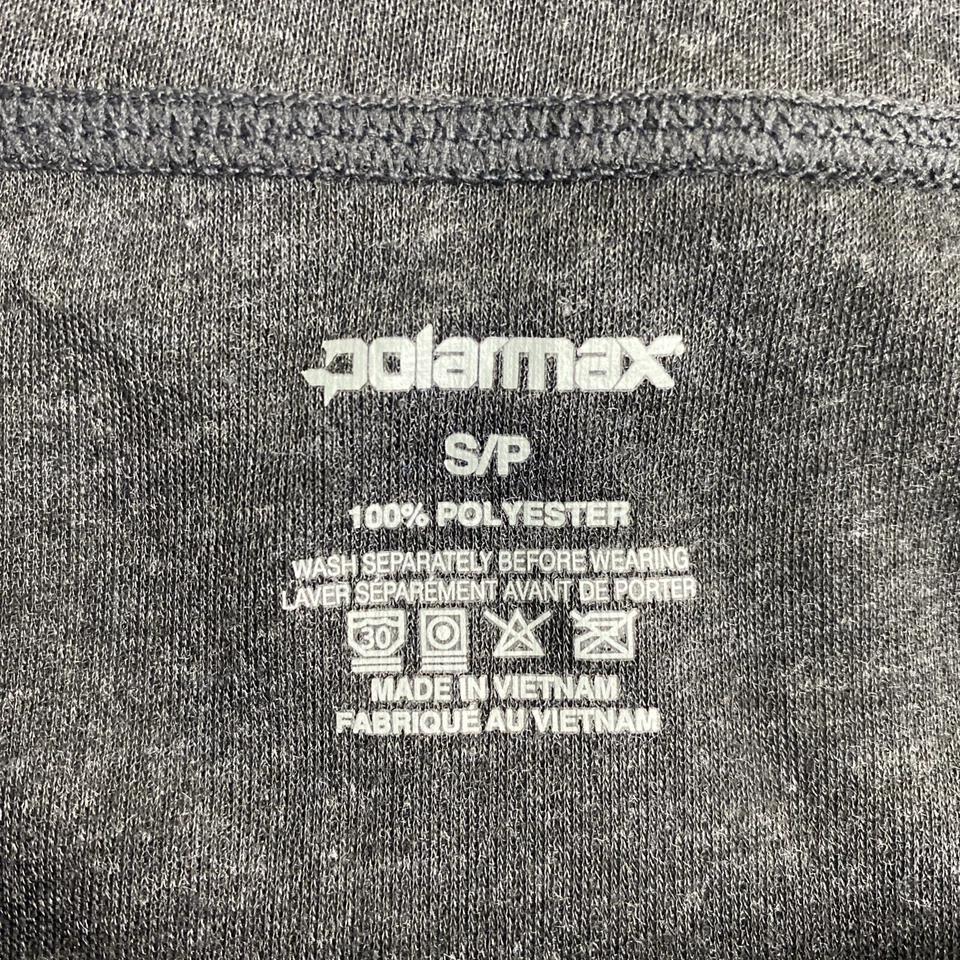 polarmax
S/P
100% POLYESTER
WASH SEPARATELY BEFORE WEARING
LAVER SÉPARÉMENT AVANT DE PORTER
30
MADE IN VIETNAM
FABRIQUÉ AU VIETNAM